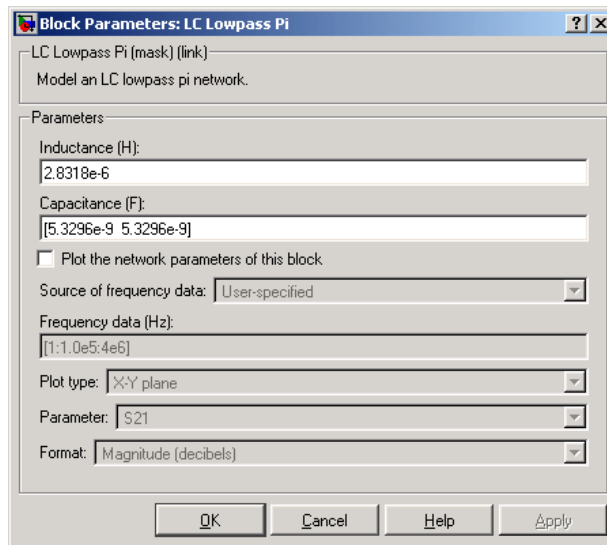 Block Parameters: LC Lowpass Pi
LC Lowpass Pi (mask) (link)
Model an LC lowpass pi network.
Parameters
Inductance (H):
2.8318e-6
Capacitance (F):
[5.3296e-9 5.3296e-9]
Plot the network parameters of this block
Source of frequency data: User-specified
Frequency data (Hz):
[1:1.0e5:4e6]
Plot type: X-Y plane
Parameter: S21
Format: Magnitude (decibels)
OK Cancel Help Apply